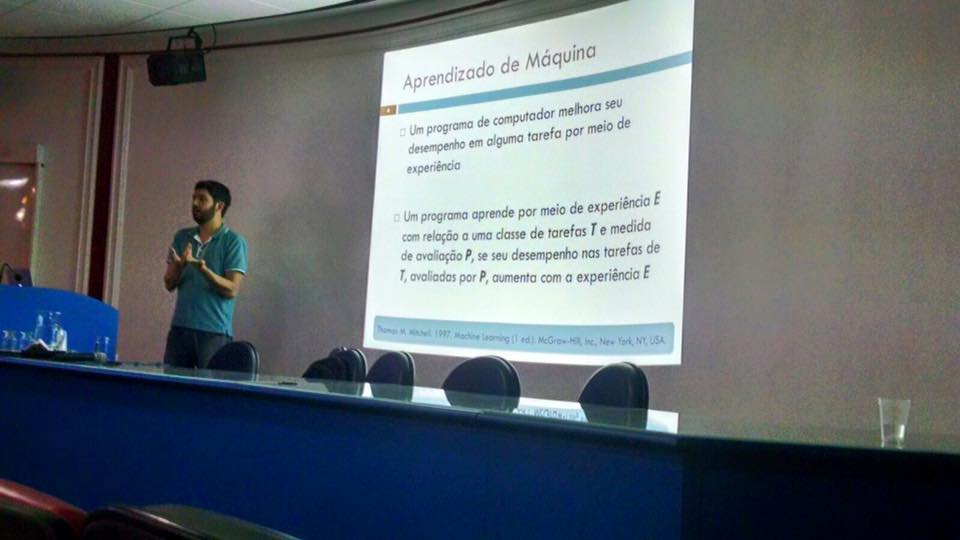 Aprendizado de Máquina
Um programa de computador melhora seu
desempenho em alguma tarefa por meio de
experiência
Um programa aprende por meio de experiência E
com relação a uma classe de tarefas T e medida
de avaliação P, se seu desempenho nas tarefas de
T, avaliadas por P, aumenta com a experiência E
Thomas M. Mitchell. 1997. Machine Learning (1 ed.). McGraw-Hill, Inc., New York, NY, USA.